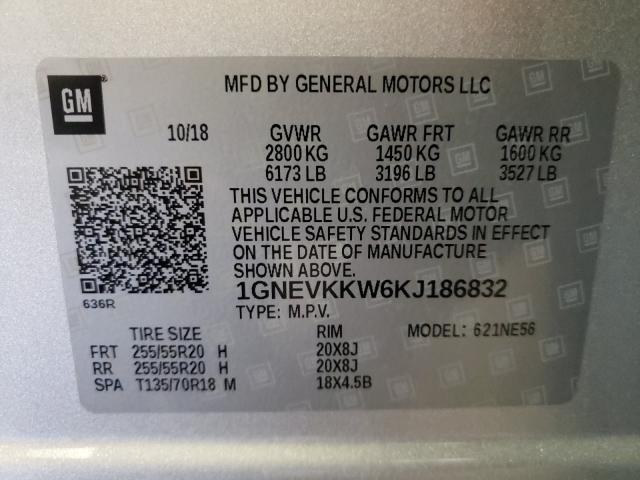 GM
MFD BY GENERAL MOTORS LLC
10/18 GVWR GAWR FRT GAWR RR
2800 KG 1450 KG 1600 KG
6173 LB 3196 LB 3527 LB
THIS VEHICLE CONFORMS TO ALL
APPLICABLE U.S. FEDERAL MOTOR
VEHICLE SAFETY STANDARDS IN EFFECT
ON THE DATE OF MANUFACTURE
SHOWN ABOVE.
1GNEVKKW6KJ186832
636R
TYPE: M.P.V.
TIRE SIZE RIM MODEL: 621NE56
FRT 255/55R20 H 20X8J
RR 255/55R20 H 20X8J
SPA T135/70R18 M 18X4.5B